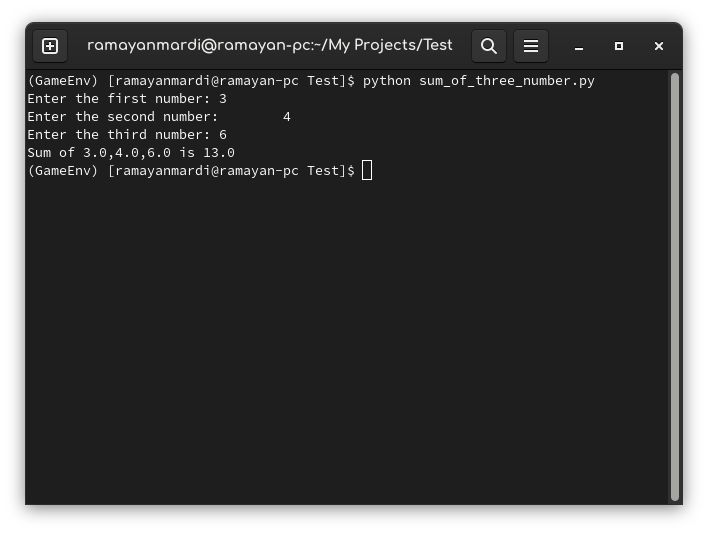 ramayanmardi@ramayan-pc:~/My Projects/Test
(GameEnv) [ramayanmardi@ramayan-pc Test]$ python sum_of_three_number.py
Enter the first number: 3
Enter the second number:        4
Enter the third number: 6
Sum of 3.0,4.0,6.0 is 13.0
(GameEnv) [ramayanmardi@ramayan-pc Test]$